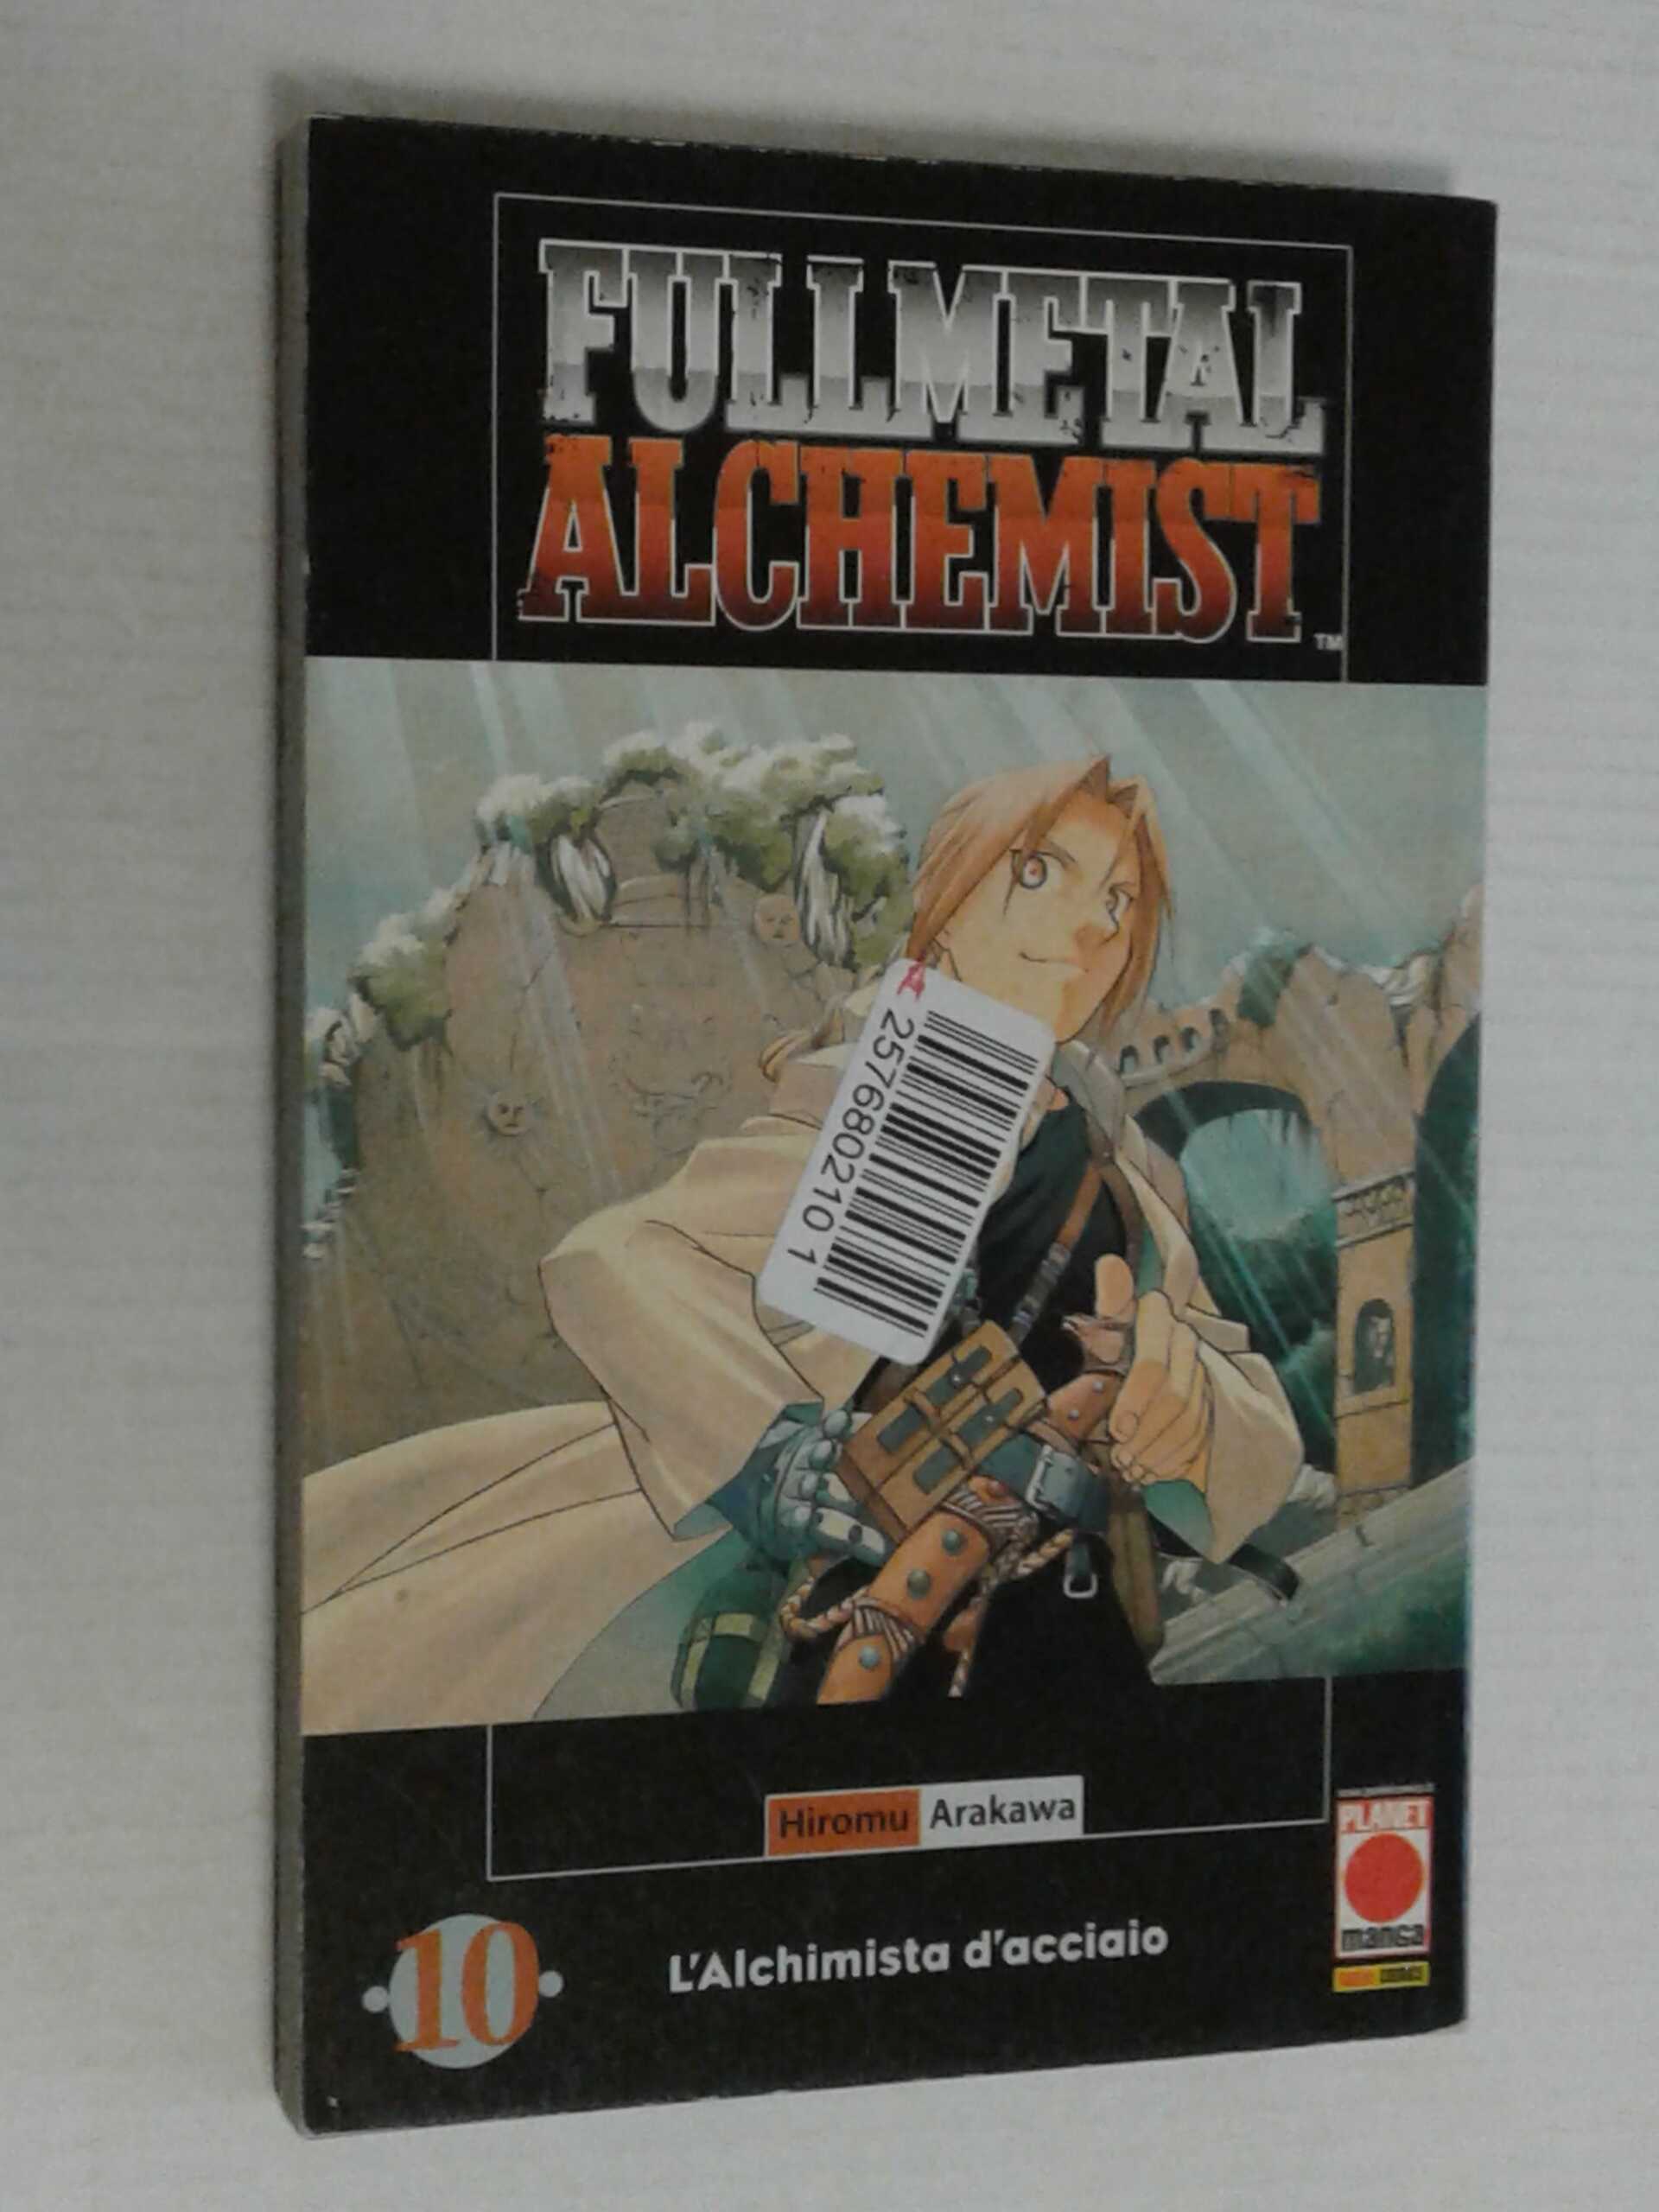 FULLMETAL
ALCHEMIST
TM
2576802101
Hiromu Arakawa
10
L'Alchimista d'acciaio
PLANET
manga